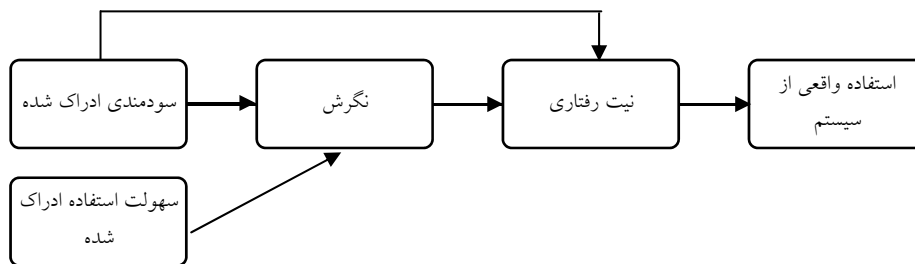 سودمندی ادراک شده
نگرش
نیت رفتاری
استفاده واقعی از
سیستم
سهولت استفاده ادراک
شده